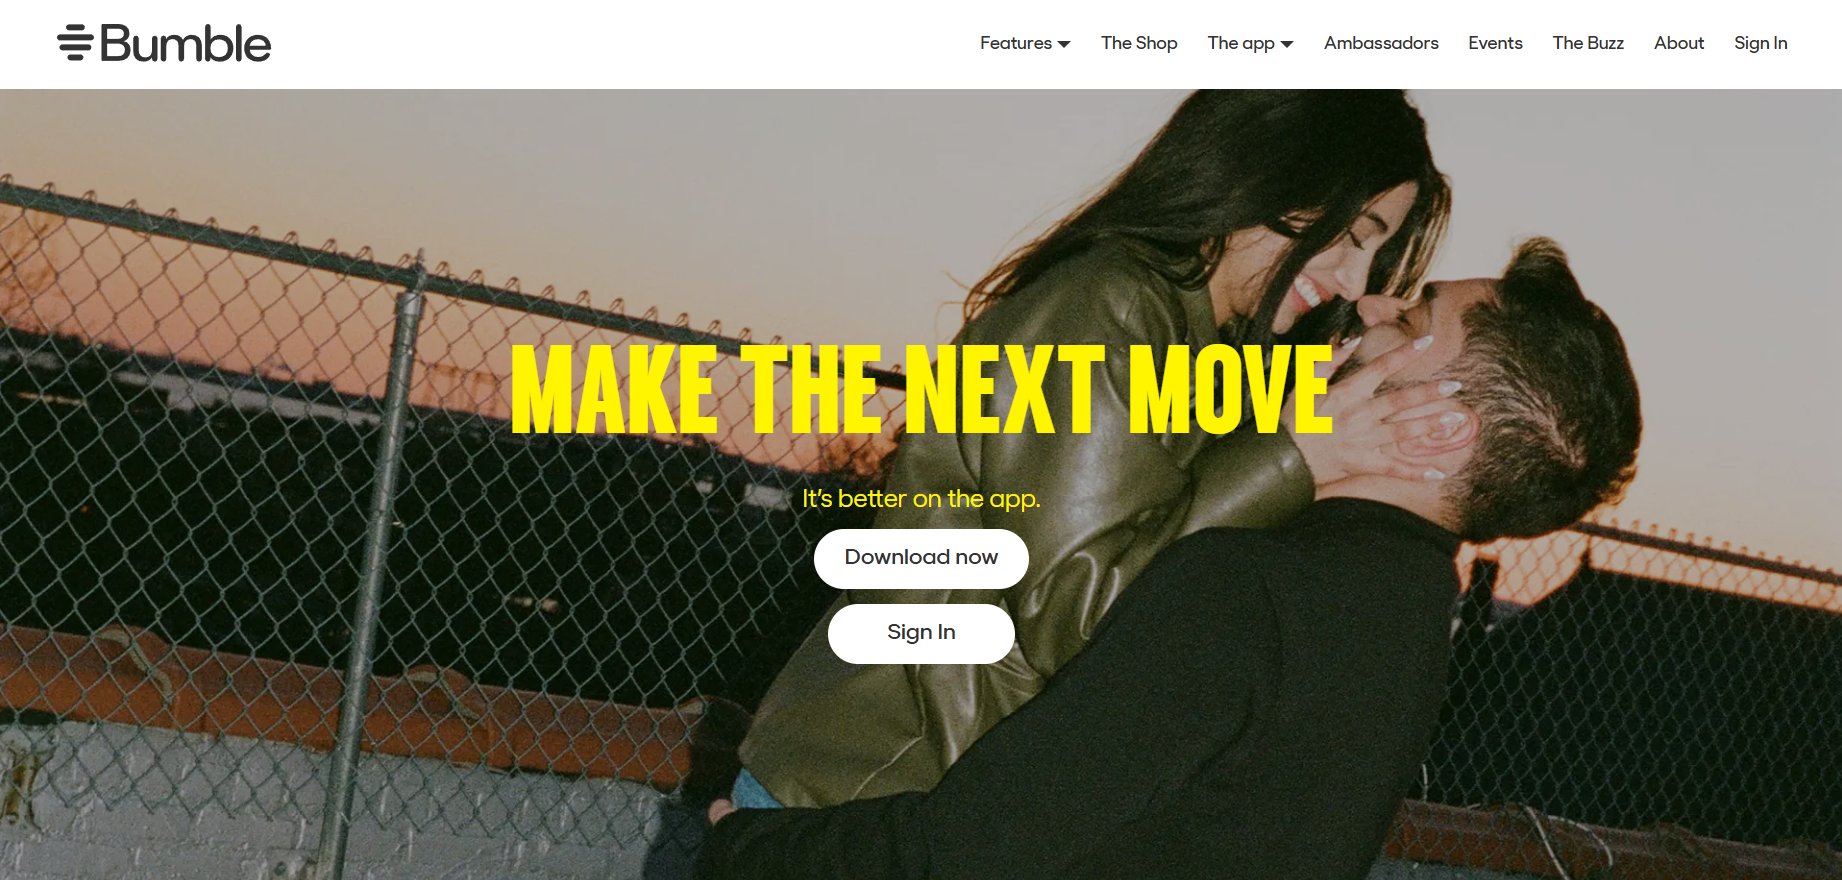 Bumble
Features The Shop The app Ambassadors Events The Buzz About Sign In
MAKE THE NEXT MOVE
It's better on the app.
Download now
Sign In